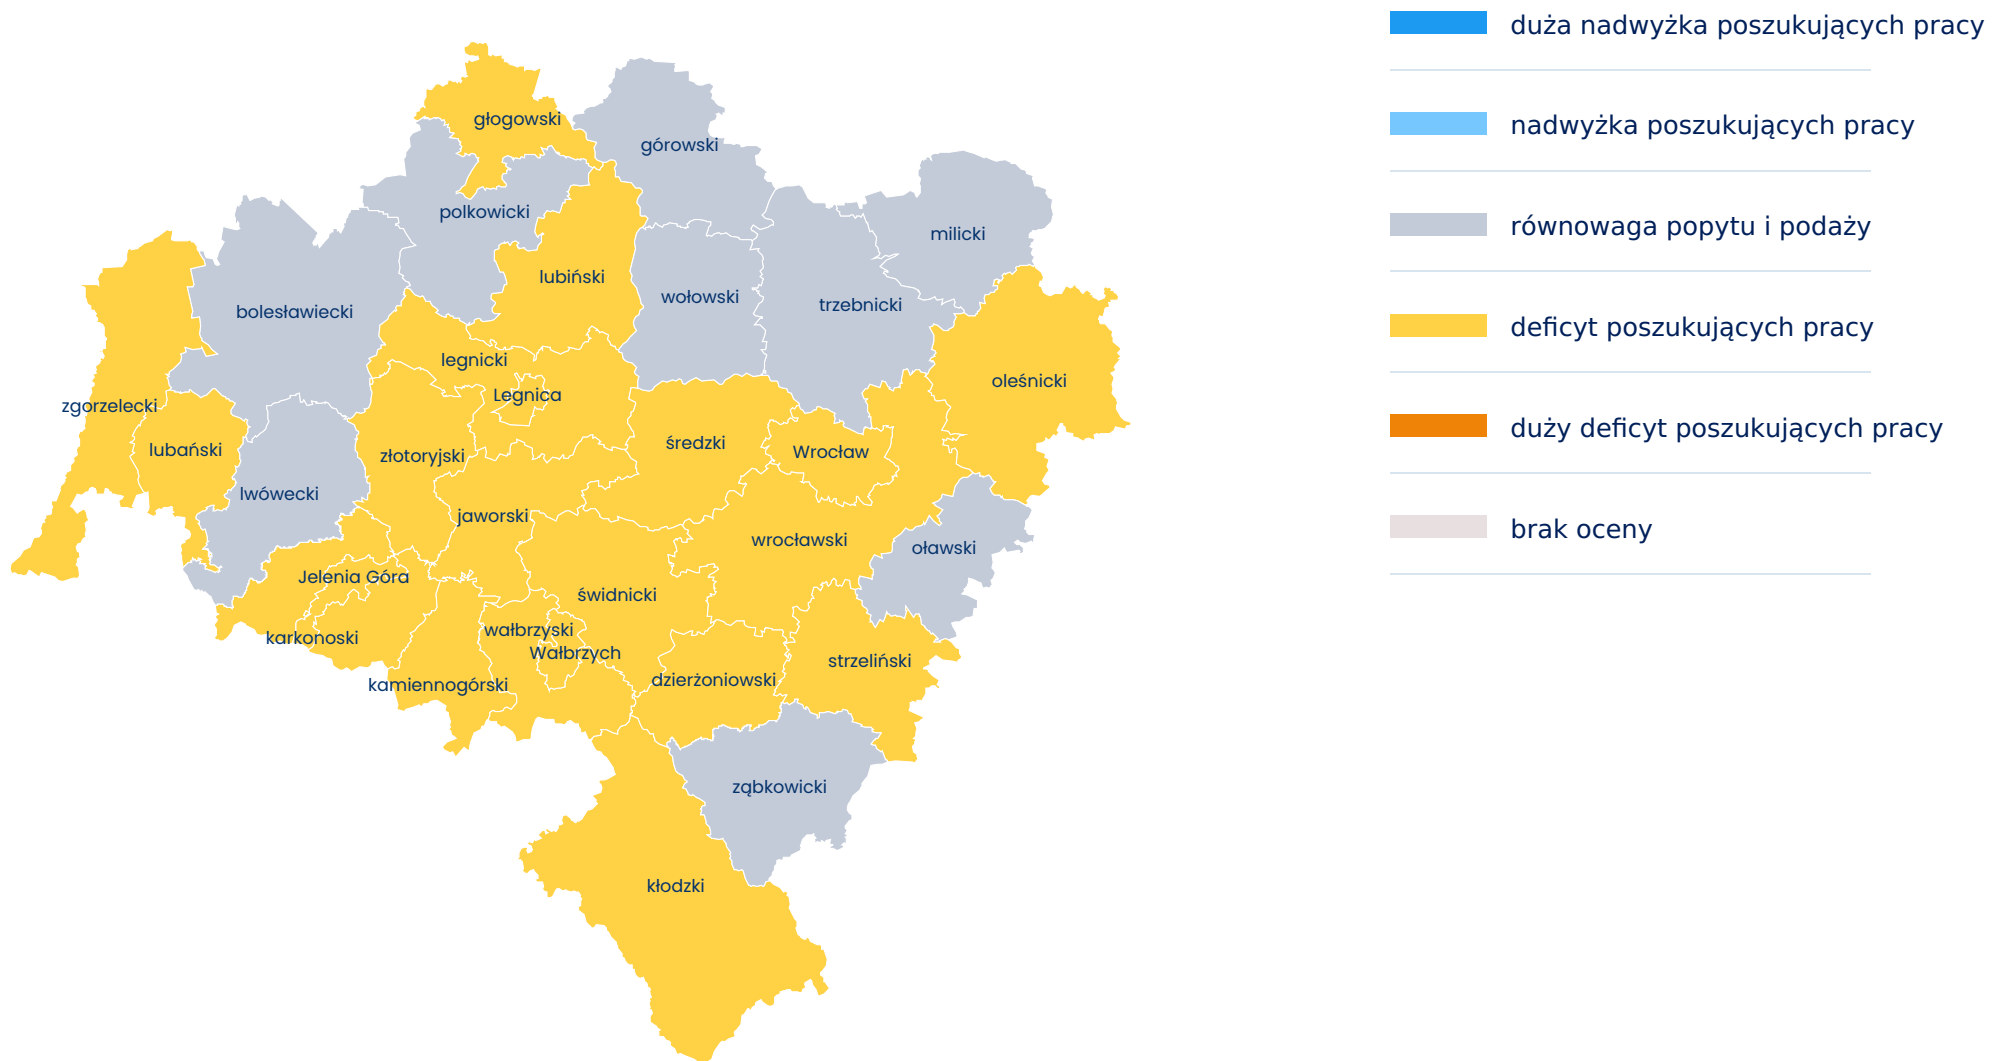 głogowski
górowski
polkowicki
milicki
lubiński
wołowski
trzebnicki
bolesławiecki
legnicki
oleśnicki
Legnica
zgorzelecki
średzki
lubański
złotoryjski
Wrocław
lwówecki
jaworski
wrocławski
oławski
Jelenia Góra
świdnicki
wałbrzyski
karkonoski
Wałbrzych
strzeliński
kamiennogórski
dzierżoniowski
ząbkowicki
kłodzki
duża nadwyżka poszukujących pracy
nadwyżka poszukujących pracy
równowaga popytu i podaży
deficyt poszukujących pracy
duży deficyt poszukujących pracy
brak oceny